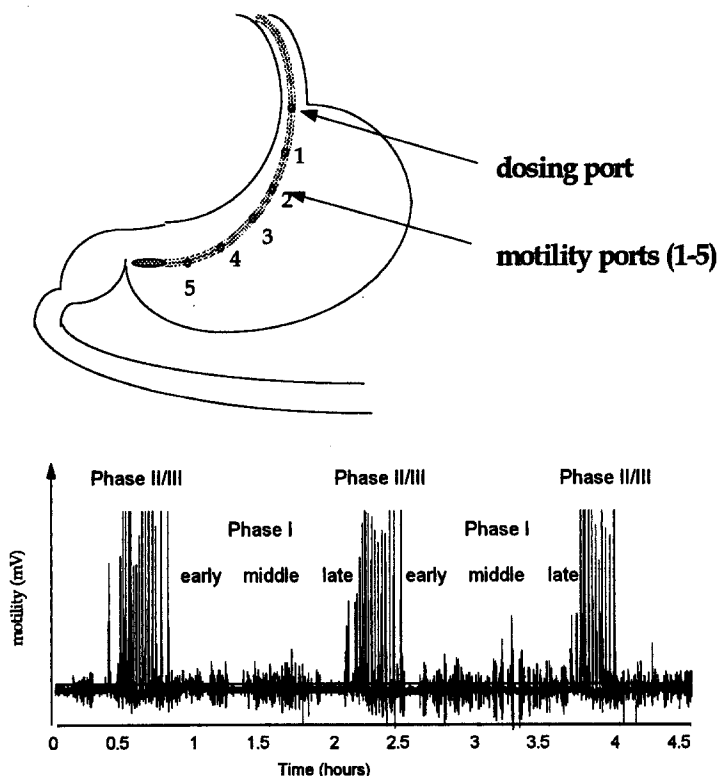 dosing port
1
2
3
4
5
motility ports (1-5)
Phase II/III Phase II/III Phase II/III
Phase I Phase I
early middle late early middle late
motility (mV)
0 0.5 1 1.5 2 2.5 3 3.5 4 4.5
Time (hours)